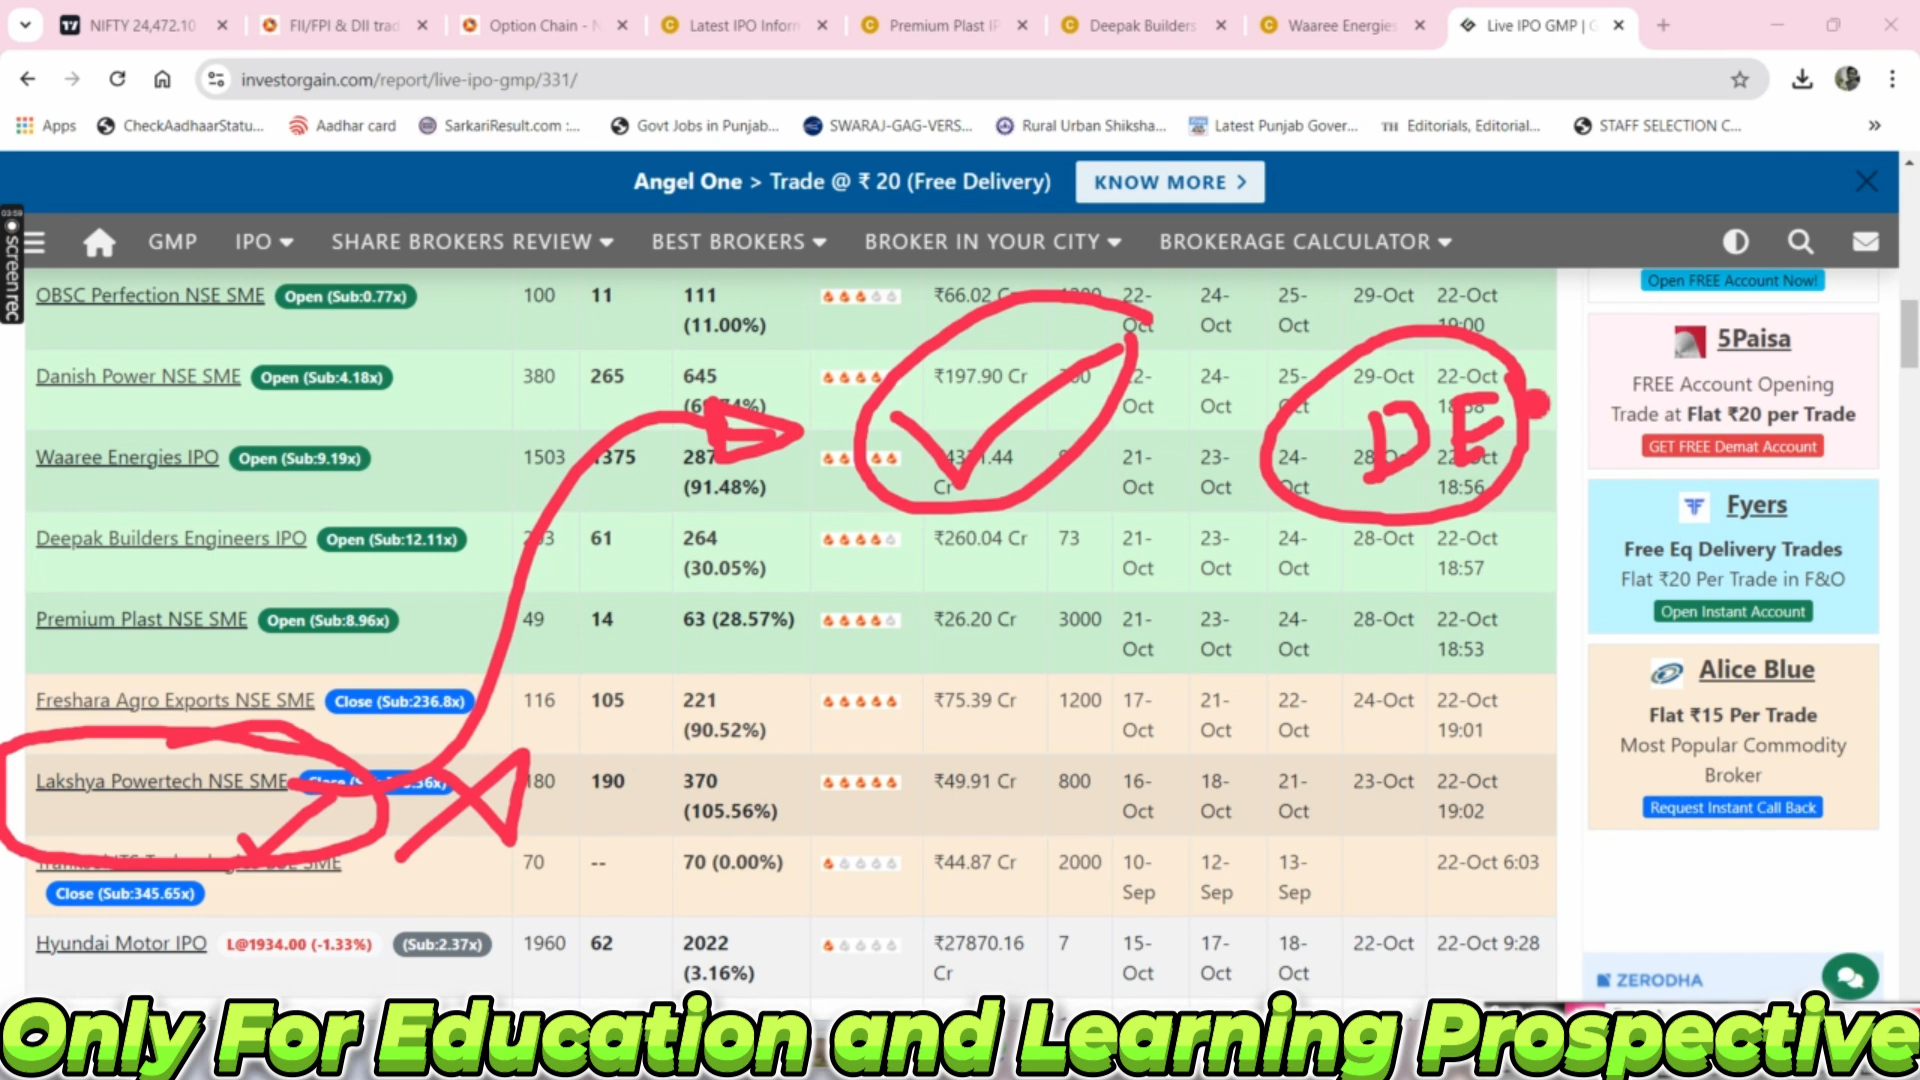 NIFTY 24,472.10
FII/FPI & DII trad
Option Chain - N
Latest IPO Inform
Premium Plast IP
Deepak Builders
Waaree Energies
Live IPO GMP | G
investorgain.com/report/live-ipo-gmp/331/
Apps
CheckAadhaarStatu...
Aadhar card
SarkariResult.com :...
Govt Jobs in Punjab...
SWARAJ-GAG-VERS...
Rural Urban Shiksha...
Latest Punjab Gover...
TH Editorials, Editorial...
STAFF SELECTION C...
Angel One > Trade @ ₹ 20 (Free Delivery) KNOW MORE
03:59
screenrec
GMP IPO SHARE BROKERS REVIEW BEST BROKERS BROKER IN YOUR CITY BROKERAGE CALCULATOR
OBSC Perfection NSE SME Open (Sub:0.77x) 100 11 111 (11.00%) ₹66.02 22-Oct 24-Oct 25-Oct 29-Oct 22-Oct 19:00
Danish Power NSE SME Open (Sub:4.18x) 380 265 645 ₹197.90 Cr 24-Oct 25-Oct 29-Oct 22-Oct
Waaree Energies IPO Open (Sub:9.19x) 1503 (91.48%) Cr 21-Oct 23-Oct 24-Oct 18:56
DE
Deepak Builders Engineers IPO Open (Sub:12.11x) 61 264 (30.05%) ₹260.04 Cr 73 21-Oct 23-Oct 24-Oct 28-Oct 22-Oct 18:57
Premium Plast NSE SME Open (Sub:8.96x) 49 14 63 (28.57%) ₹26.20 Cr 3000 21-Oct 23-Oct 24-Oct 28-Oct 22-Oct 18:53
Freshara Agro Exports NSE SME Close (Sub:236.8x) 116 105 221 (90.52%) ₹75.39 Cr 1200 17-Oct 21-Oct 22-Oct 24-Oct 22-Oct 19:01
Lakshya Powertech NSE SME 180 190 370 (105.56%) ₹49.91 Cr 800 16-Oct 18-Oct 21-Oct 23-Oct 22-Oct 19:02
SME Close (Sub:345.65x) 70 -- 70 (0.00%) ₹44.87 Cr 2000 10-Sep 12-Sep 13-Sep 22-Oct 6:03
Hyundai Motor IPO L@1934.00 (-1.33%) (Sub:2.37x) 1960 62 2022 (3.16%) ₹27870.16 Cr 7 15-Oct 17-Oct 18-Oct 22-Oct 22-Oct 9:28
Open FREE Account Now!
5Paisa
FREE Account Opening
Trade at Flat ₹20 per Trade
GET FREE Demat Account
Fyers
Free Eq Delivery Trades
Flat ₹20 Per Trade in F&O
Open Instant Account
Alice Blue
Flat ₹15 Per Trade
Most Popular Commodity
Broker
Request Instant Call Back
ZERODHA
Only For Education and Learning Prospective